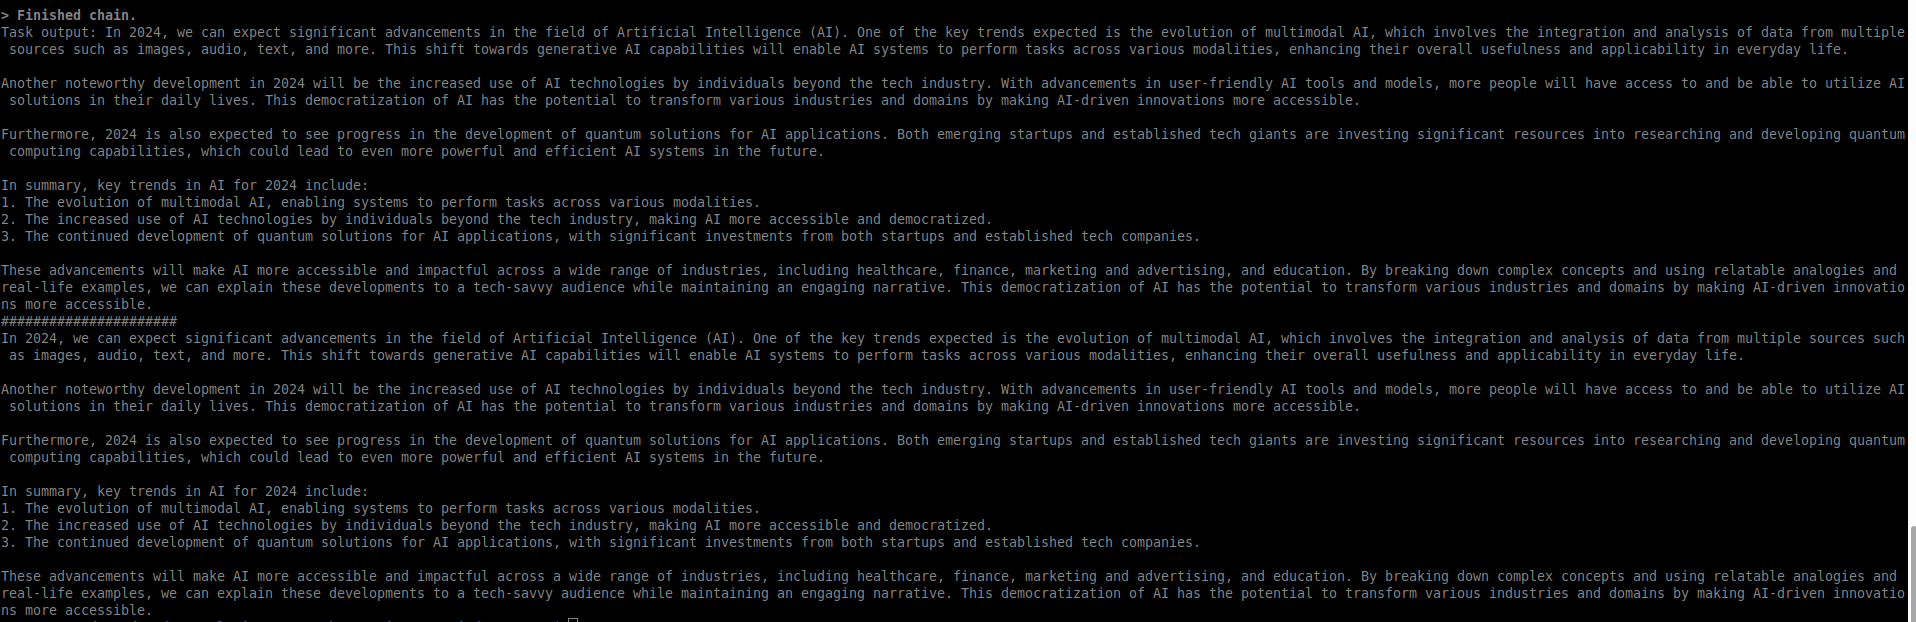 > Finished chain.
Task output: In 2024, we can expect significant advancements in the field of Artificial Intelligence (AI). One of the key trends expected is the evolution of multimodal AI, which involves the integration and analysis of data from multiple
sources such as images, audio, text, and more. This shift towards generative AI capabilities will enable AI systems to perform tasks across various modalities, enhancing their overall usefulness and applicability in everyday life.
Another noteworthy development in 2024 will be the increased use of AI technologies by individuals beyond the tech industry. With advancements in user-friendly AI tools and models, more people will have access to and be able to utilize AI
solutions in their daily lives. This democratization of AI has the potential to transform various industries and domains by making AI-driven innovations more accessible.
Furthermore, 2024 is also expected to see progress in the development of quantum solutions for AI applications. Both emerging startups and established tech giants are investing significant resources into researching and developing quantum
computing capabilities, which could lead to even more powerful and efficient AI systems in the future.
In summary, key trends in AI for 2024 include:
1. The evolution of multimodal AI, enabling systems to perform tasks across various modalities.
2. The increased use of AI technologies by individuals beyond the tech industry, making AI more accessible and democratized.
3. The continued development of quantum solutions for AI applications, with significant investments from both startups and established tech companies.
These advancements will make AI more accessible and impactful across a wide range of industries, including healthcare, finance, marketing and advertising, and education. By breaking down complex concepts and using relatable analogies and
real-life examples, we can explain these developments to a tech-savvy audience while maintaining an engaging narrative. This democratization of AI has the potential to transform various industries and domains by making AI-driven innovatio
ns more accessible.
######################
In 2024, we can expect significant advancements in the field of Artificial Intelligence (AI). One of the key trends expected is the evolution of multimodal AI, which involves the integration and analysis of data from multiple sources such
as images, audio, text, and more. This shift towards generative AI capabilities will enable AI systems to perform tasks across various modalities, enhancing their overall usefulness and applicability in everyday life.
Another noteworthy development in 2024 will be the increased use of AI technologies by individuals beyond the tech industry. With advancements in user-friendly AI tools and models, more people will have access to and be able to utilize AI
solutions in their daily lives. This democratization of AI has the potential to transform various industries and domains by making AI-driven innovations more accessible.
Furthermore, 2024 is also expected to see progress in the development of quantum solutions for AI applications. Both emerging startups and established tech giants are investing significant resources into researching and developing quantum
computing capabilities, which could lead to even more powerful and efficient AI systems in the future.
In summary, key trends in AI for 2024 include:
1. The evolution of multimodal AI, enabling systems to perform tasks across various modalities.
2. The increased use of AI technologies by individuals beyond the tech industry, making AI more accessible and democratized.
3. The continued development of quantum solutions for AI applications, with significant investments from both startups and established tech companies.
These advancements will make AI more accessible and impactful across a wide range of industries, including healthcare, finance, marketing and advertising, and education. By breaking down complex concepts and using relatable analogies and
real-life examples, we can explain these developments to a tech-savvy audience while maintaining an engaging narrative. This democratization of AI has the potential to transform various industries and domains by making AI-driven innovatio
ns more accessible.